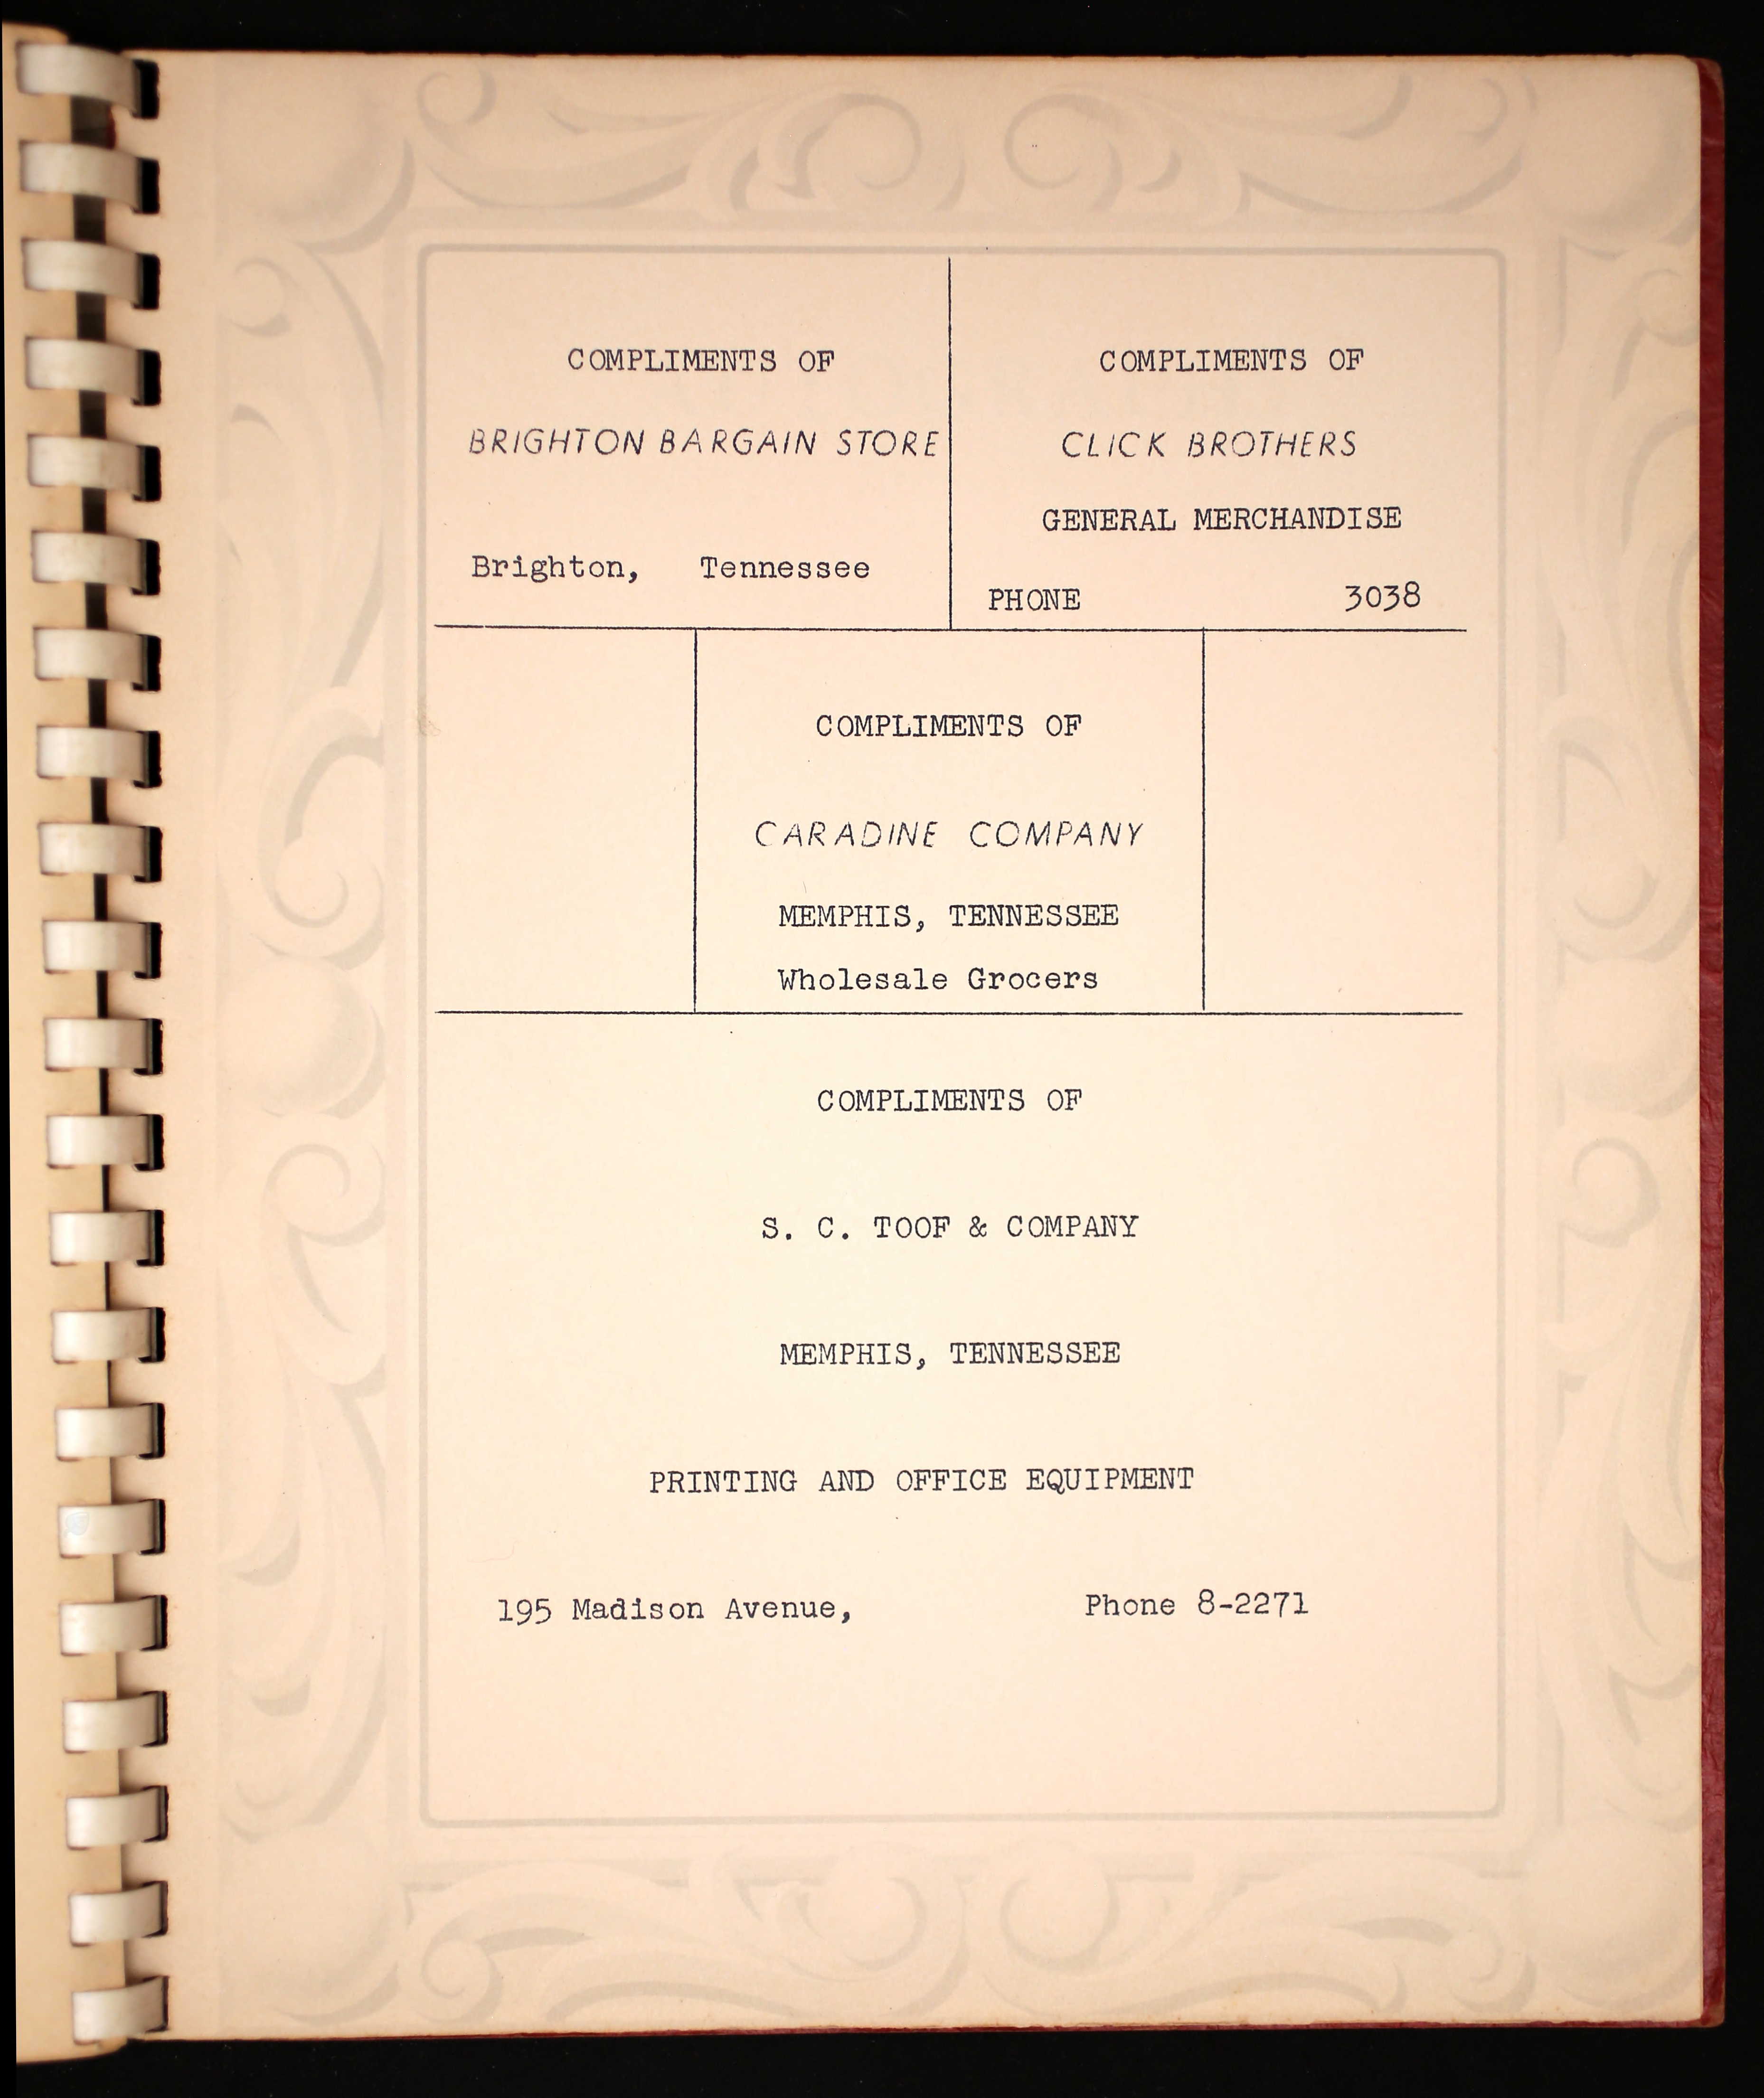 COMPLIMENTS OF
BRIGHTON BARGAIN STORE
Brighton, Tennessee
COMPLIMENTS OF
CLICK BROTHERS
GENERAL MERCHANDISE
PHONE 3038
COMPLIMENTS OF
CARADINE COMPANY
MEMPHIS, TENNESSEE
Wholesale Grocers
COMPLIMENTS OF
S. C. TOOF & COMPANY
MEMPHIS, TENNESSEE
PRINTING AND OFFICE EQUIPMENT
195 Madison Avenue, Phone 8-2271